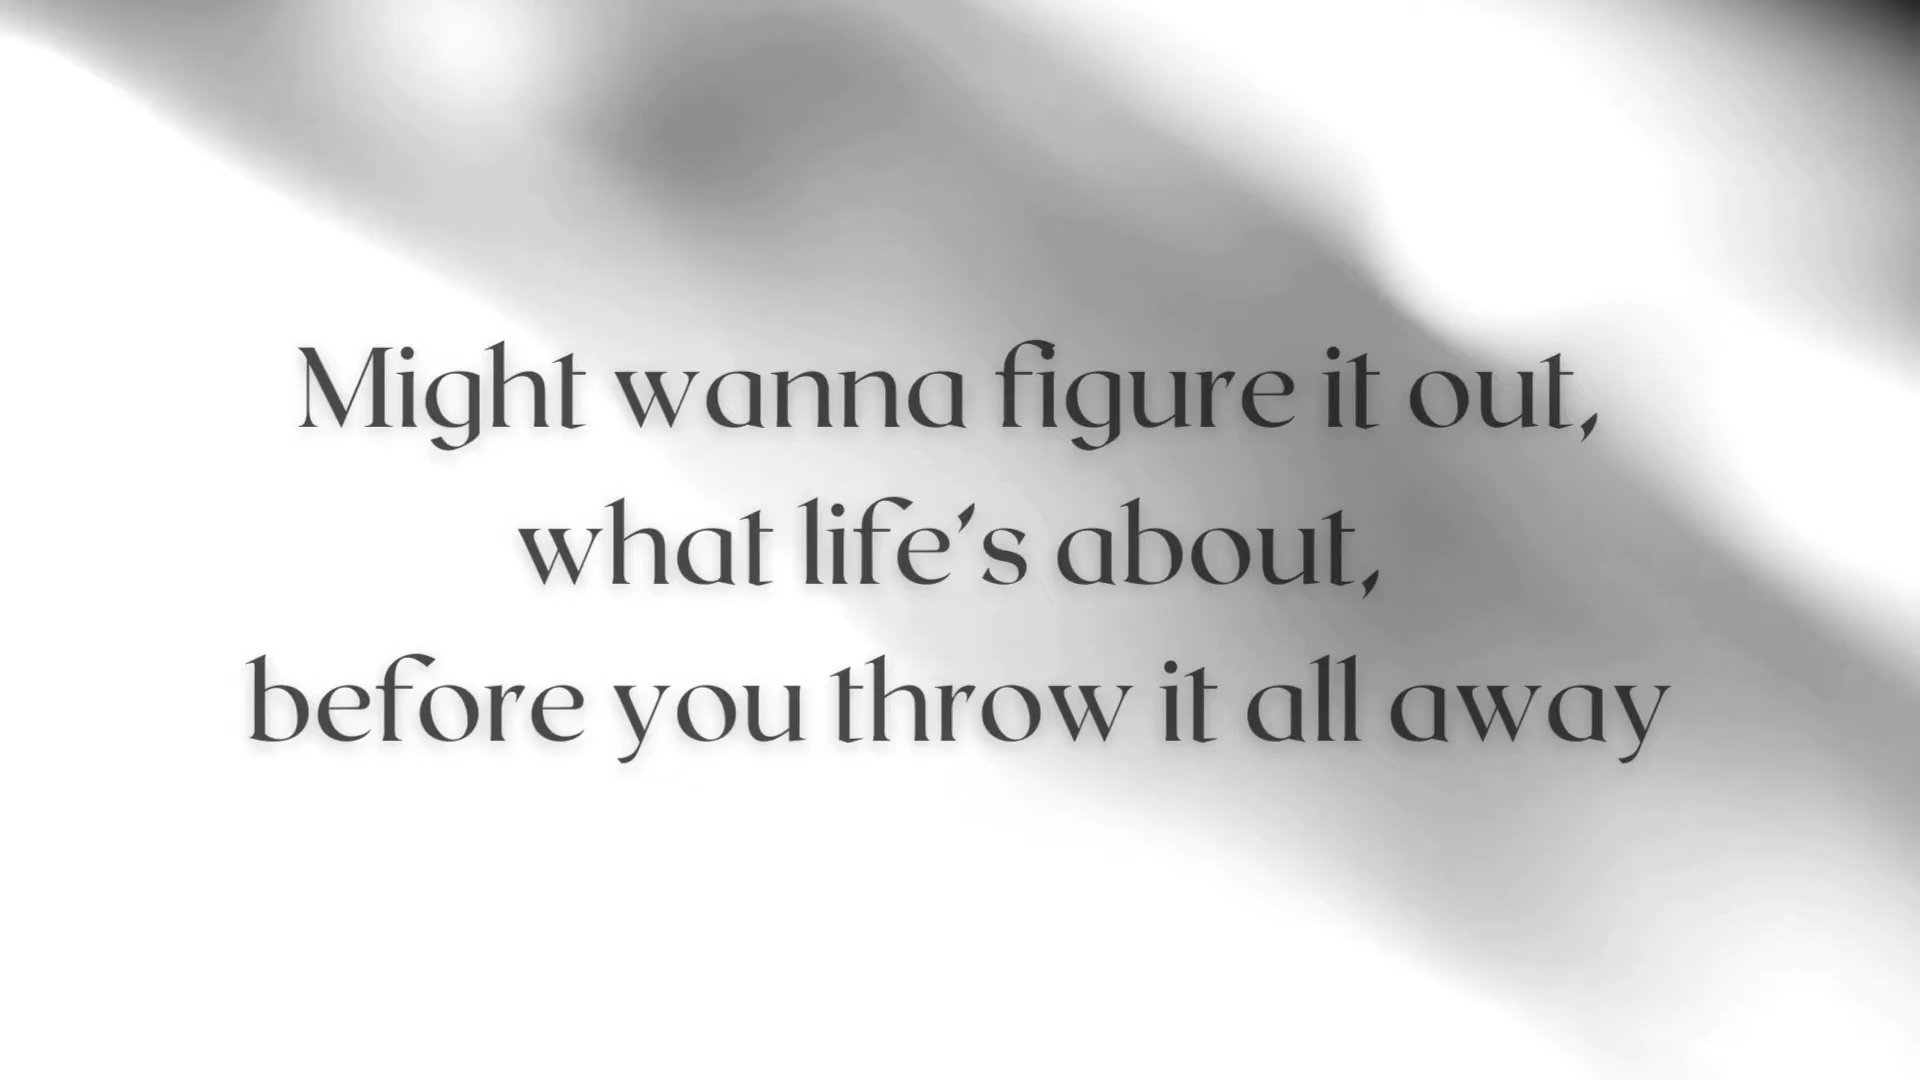 Might wanna figure it out,
what life's about,
before you throw it all away